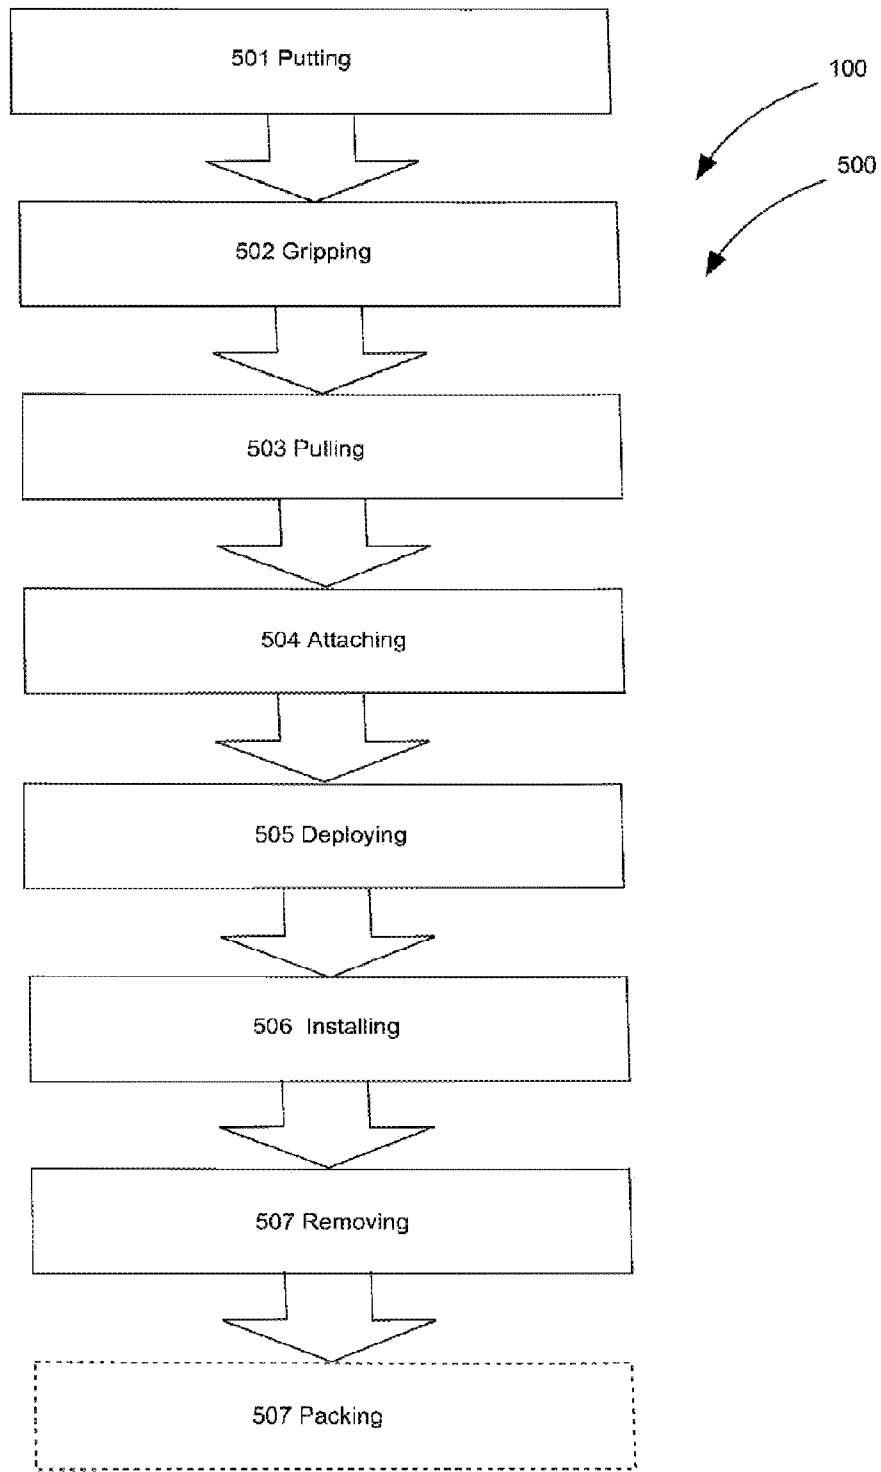 501 Putting
100
500
502 Gripping
503 Pulling
504 Attaching
505 Deploying
506 Installing
507 Removing
507 Packing